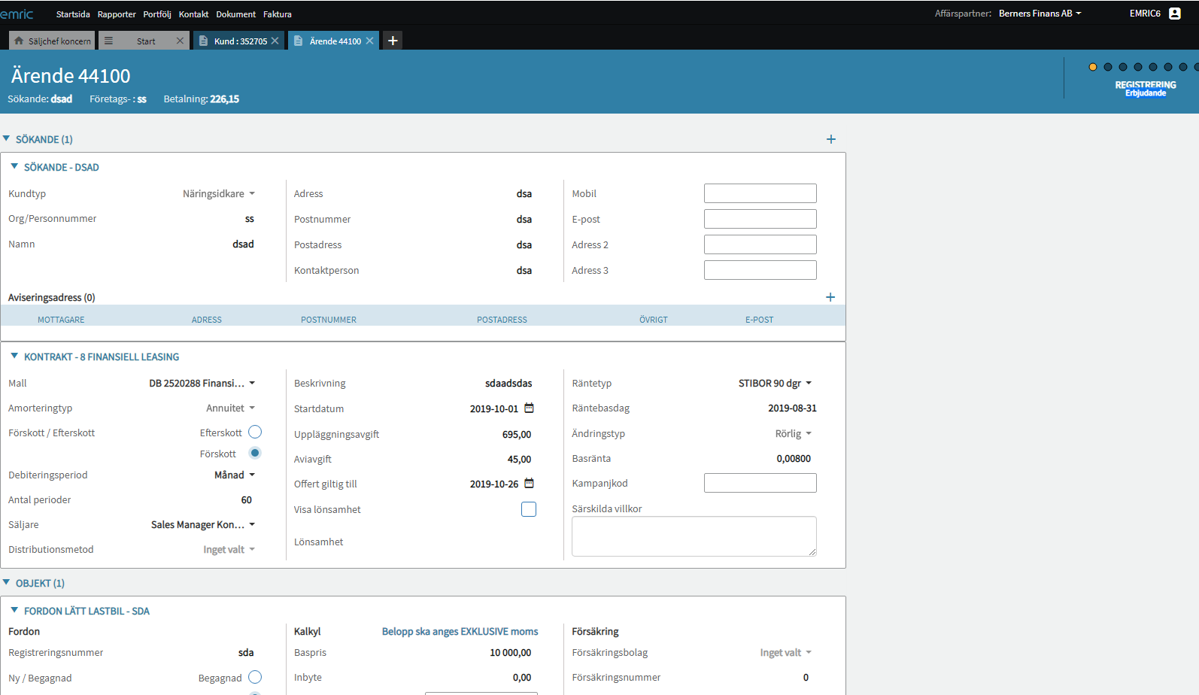 emric Startsida Rapporter Portfölj Kontakt Dokument Faktura Affärspartner: Berners Finans AB EMRIC6
Säljchef koncern Start Kund : 352705 Ärende 44100
Ärende 44100
Sökande: dsad Företags- : ss Betalning: 226,15
REGISTRERING
Erbjudande
SÖKANDE (1)
SÖKANDE - DSAD
Kundtyp Näringsidkare Adress dsa Mobil
Org/Personnummer ss Postnummer dsa E-post
Namn dsad Postadress dsa Adress 2
Kontaktperson dsa Adress 3
Aviseringsadress (0)
MOTTAGARE ADRESS POSTNUMMER POSTADRESS ÖVRIGT E-POST
KONTRAKT - 8 FINANSIELL LEASING
Mall DB 2520288 Finansi... Beskrivning sdaadsdas Räntetyp STIBOR 90 dgr
Amorteringtyp Annuitet Startdatum 2019-10-01 Räntebasdag 2019-08-31
Förskott / Efterskott Efterskott Uppläggningsavgift 695,00 Ändringstyp Rörlig
Förskott Aviavgift 45,00 Basränta 0,00800
Debiteringsperiod Månad Offert giltig till 2019-10-26 Kampanjkod
Antal perioder 60 Visa lönsamhet Särskilda villkor
Säljare Sales Manager Kon...
Distributionsmetod Inget valt Lönsamhet
OBJEKT (1)
FORDON LÄTT LASTBIL - SDA
Fordon Kalkyl Belopp ska anges EXKLUSIVE moms Försäkring
Registreringsnummer sda Baspris 10 000,00 Försäkringsbolag Inget valt
Ny / Begagnad Begagnad Inbyte 0,00 Försäkringsnummer 0